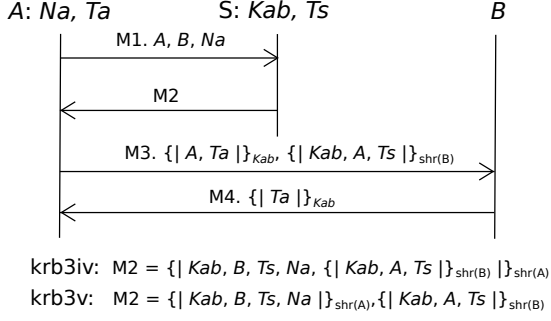 A: Na, Ta S: Kab, Ts B
M1. A, B, Na
M2
M3. {| A, Ta |}Kab, {| Kab, A, Ts |}shr(B)
M4. {| Ta |}Kab
krb3iv: M2 = {| Kab, B, Ts, Na, {| Kab, A, Ts |}shr(B) |}shr(A)
krb3v: M2 = {| Kab, B, Ts, Na |}shr(A),{| Kab, A, Ts |}shr(B)